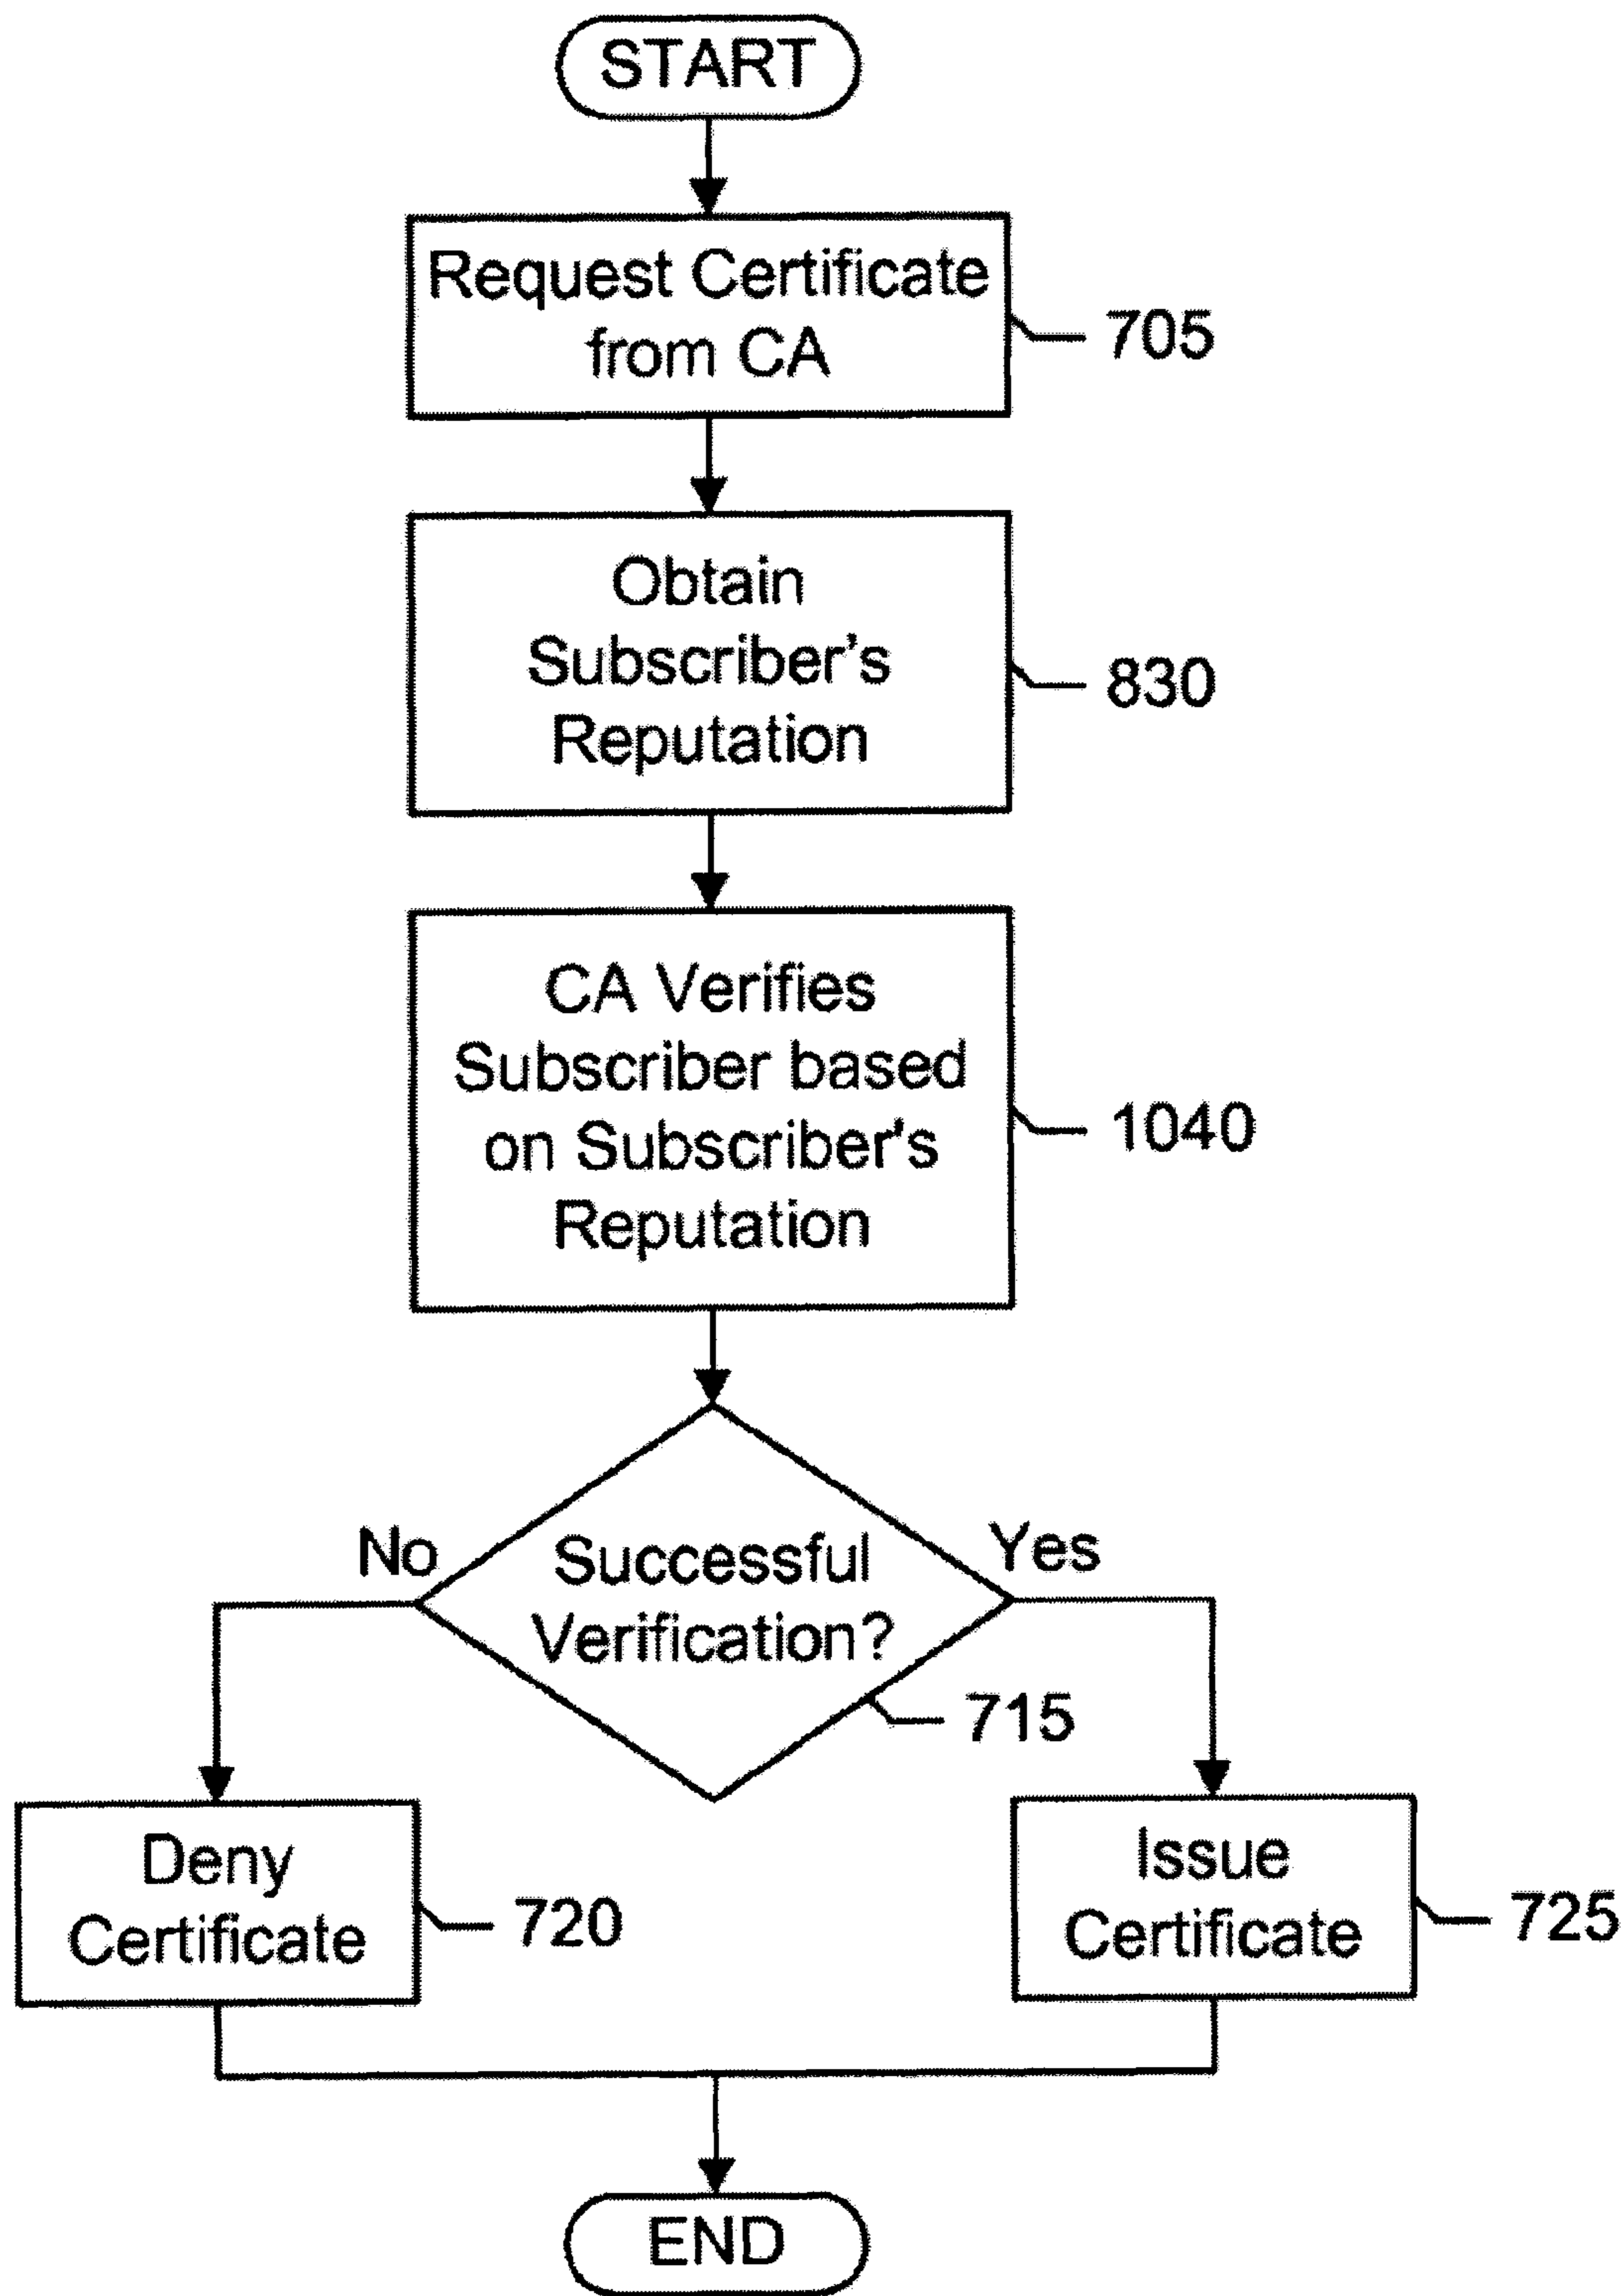 START
Request Certificate
from CA
705
Obtain
Subscriber’s
Reputation
830
CA Verifies
Subscriber based
on Subscriber's
Reputation
1040
No
Yes
Successful
Verification?
715
Deny
Certificate
720
Issue
Certificate
725
END